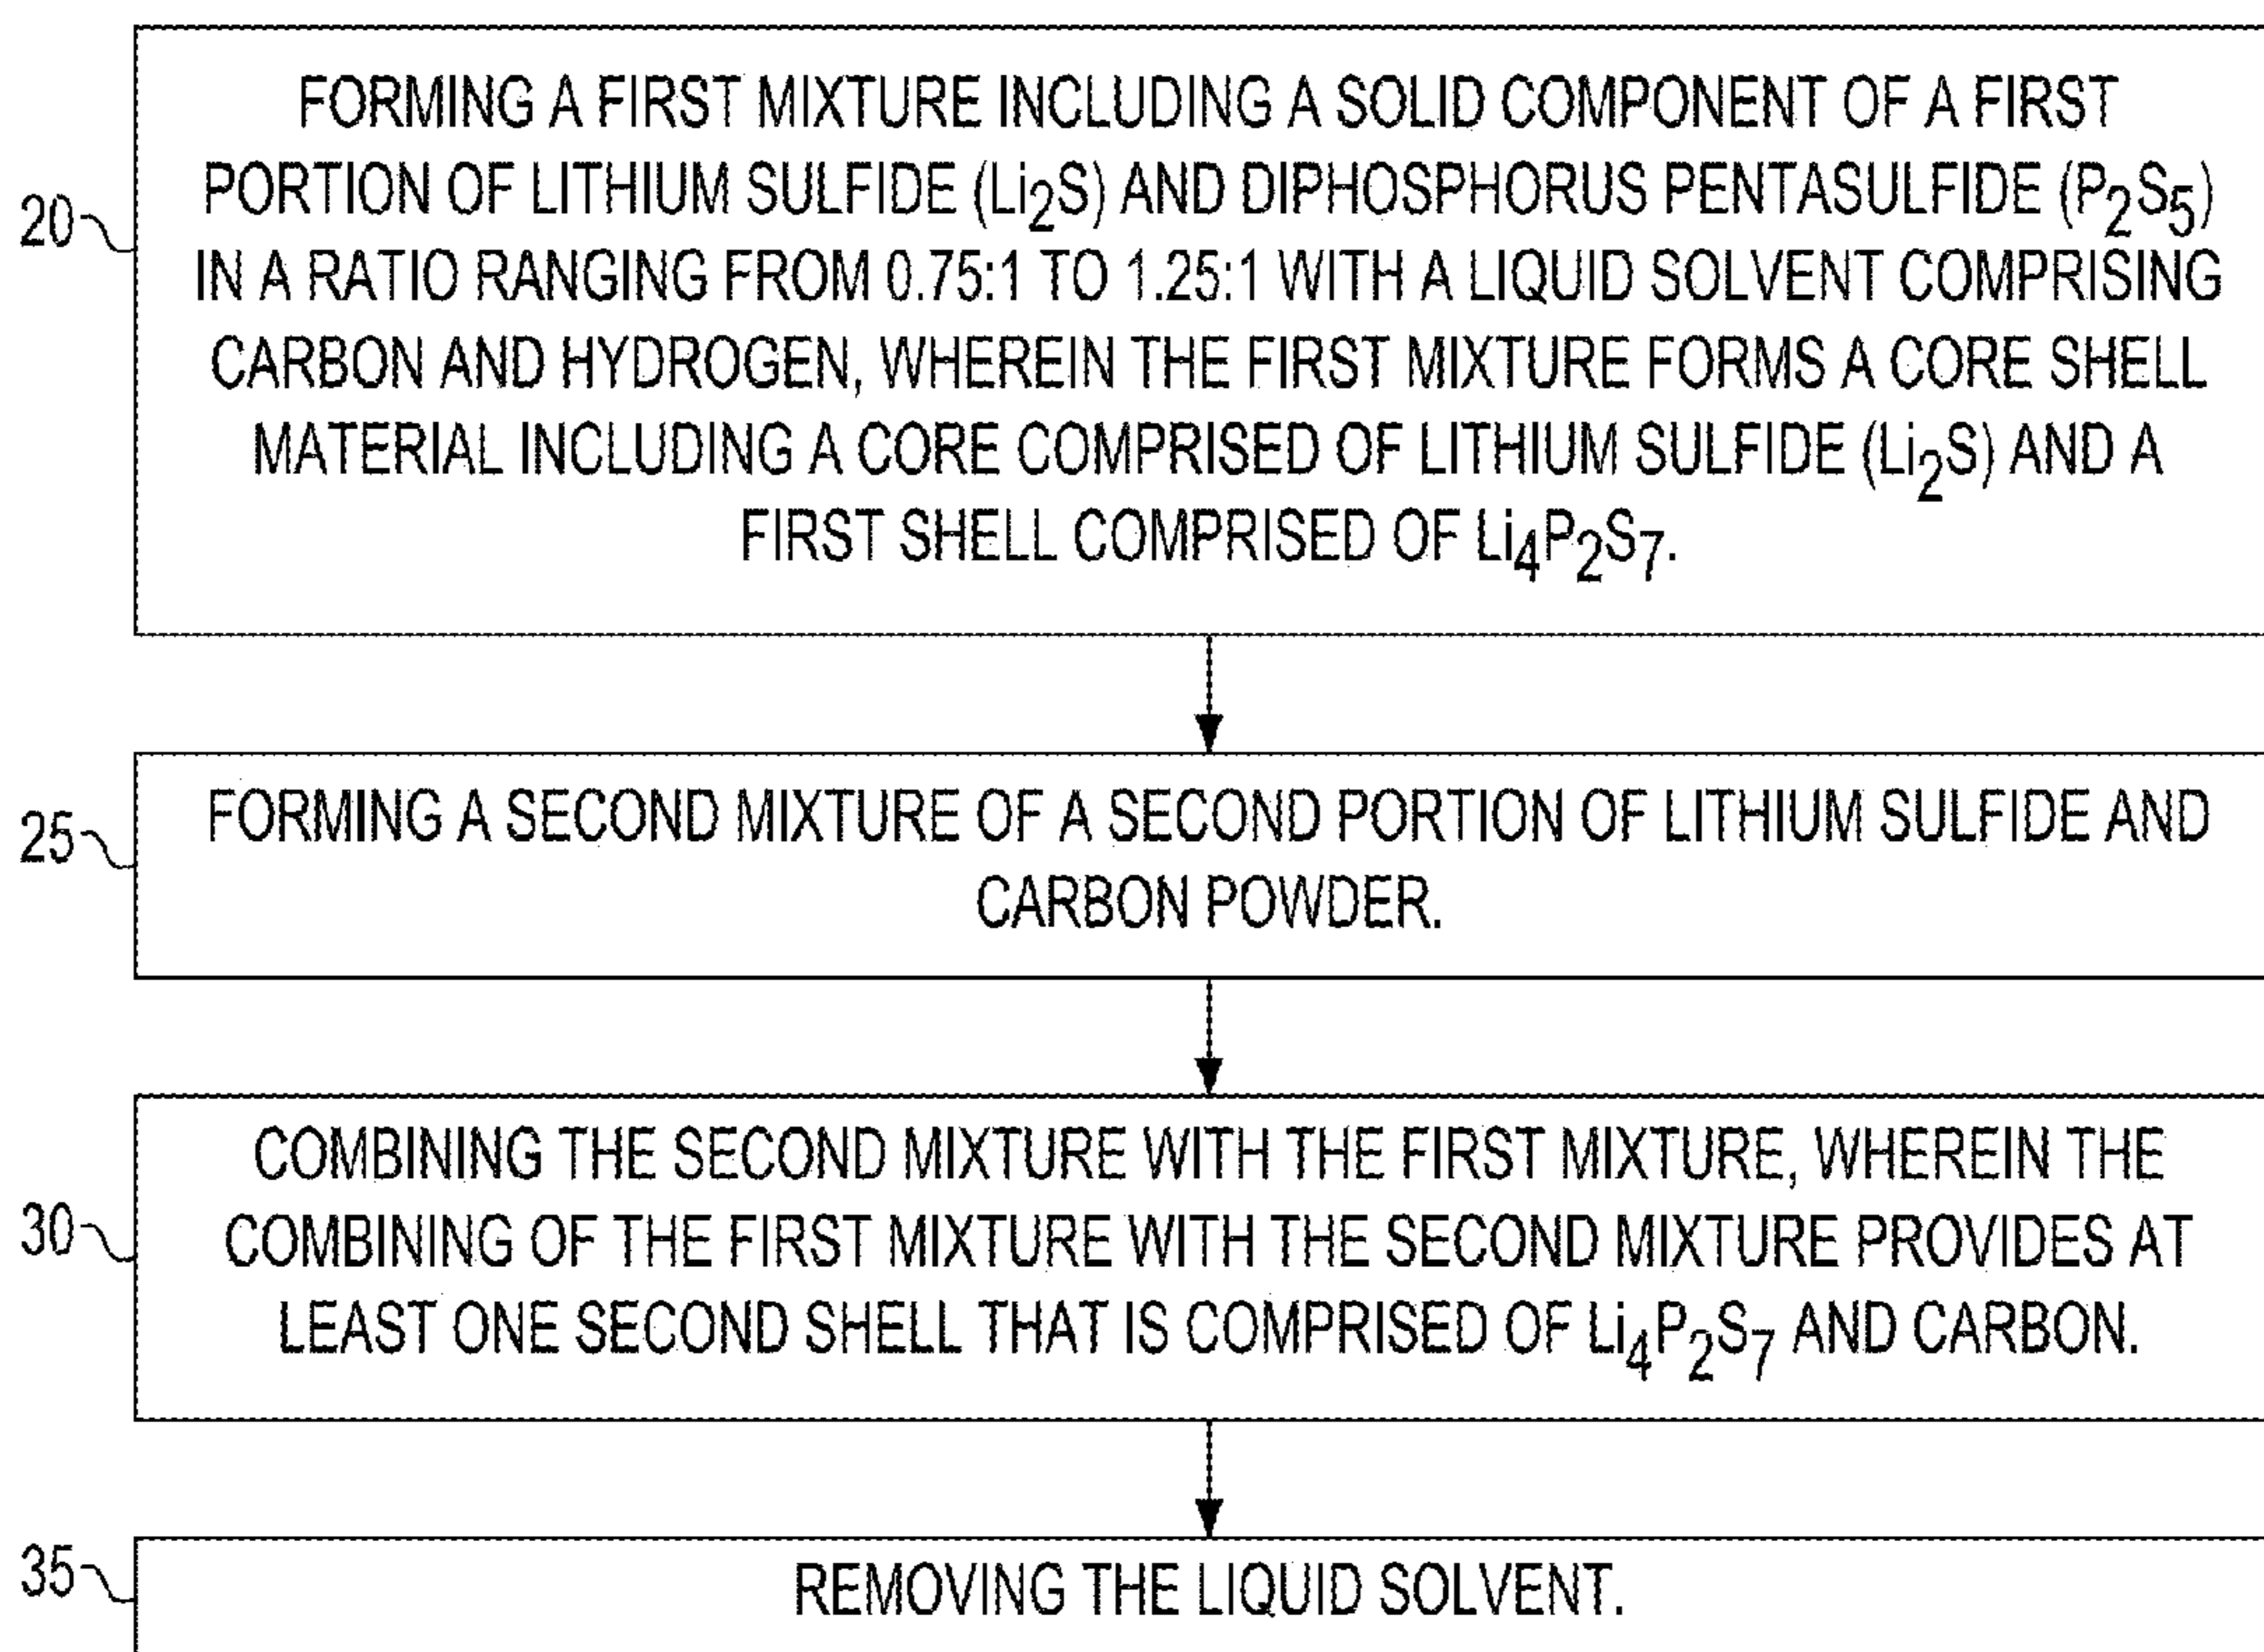 FORMING A FIRST MIXTURE INCLUDING A SOLID COMPONENT OF A FIRST
PORTION OF LITHIUM SULFIDE (Li₂S) AND DIPHOSPHORUS PENTASULFIDE (P₂S₅)
20 IN A RATIO RANGING FROM 0.75:1 TO 1.25:1 WITH A LIQUID SOLVENT COMPRISING
CARBON AND HYDROGEN, WHEREIN THE FIRST MIXTURE FORMS A CORE SHELL
MATERIAL INCLUDING A CORE COMPRISED OF LITHIUM SULFIDE (Li₂S) AND A
FIRST SHELL COMPRISED OF Li₄P₂S₇.
25 FORMING A SECOND MIXTURE OF A SECOND PORTION OF LITHIUM SULFIDE AND
CARBON POWDER.
COMBINING THE SECOND MIXTURE WITH THE FIRST MIXTURE, WHEREIN THE
30 COMBINING OF THE FIRST MIXTURE WITH THE SECOND MIXTURE PROVIDES AT
LEAST ONE SECOND SHELL THAT IS COMPRISED OF Li₄P₂S₇ AND CARBON.
35 REMOVING THE LIQUID SOLVENT.